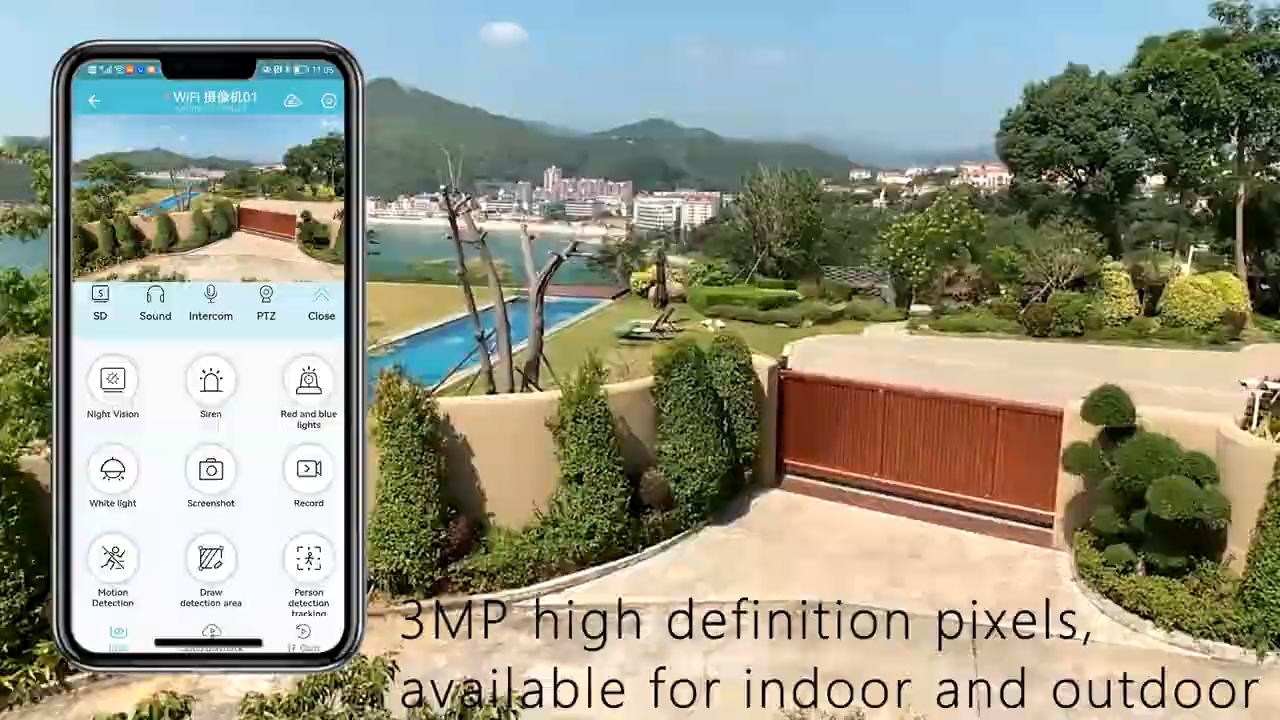 11:05
WiFi 摄像机01
SD
Sound
Intercom
PTZ
Close
Night Vision
Siren
Red and blue
lights
White light
Screenshot
Record
Motion
Detection
Draw
detection area
Person
detection
tracking
3MP high definition pixels,
available for indoor and outdoor